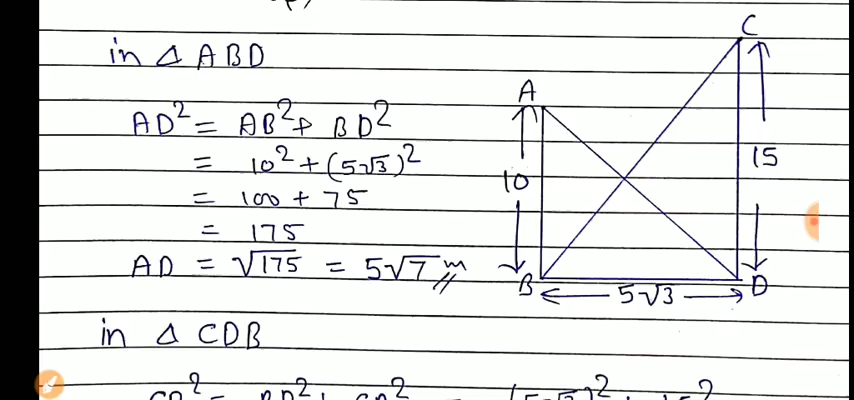 in △ ABD
AD² = AB² + BD²
= 10² + (5√3)²
= 100 + 75
= 175
AD = √175 = 5√7 m
in △ CDB
C
A
10
15
B
5√3
D